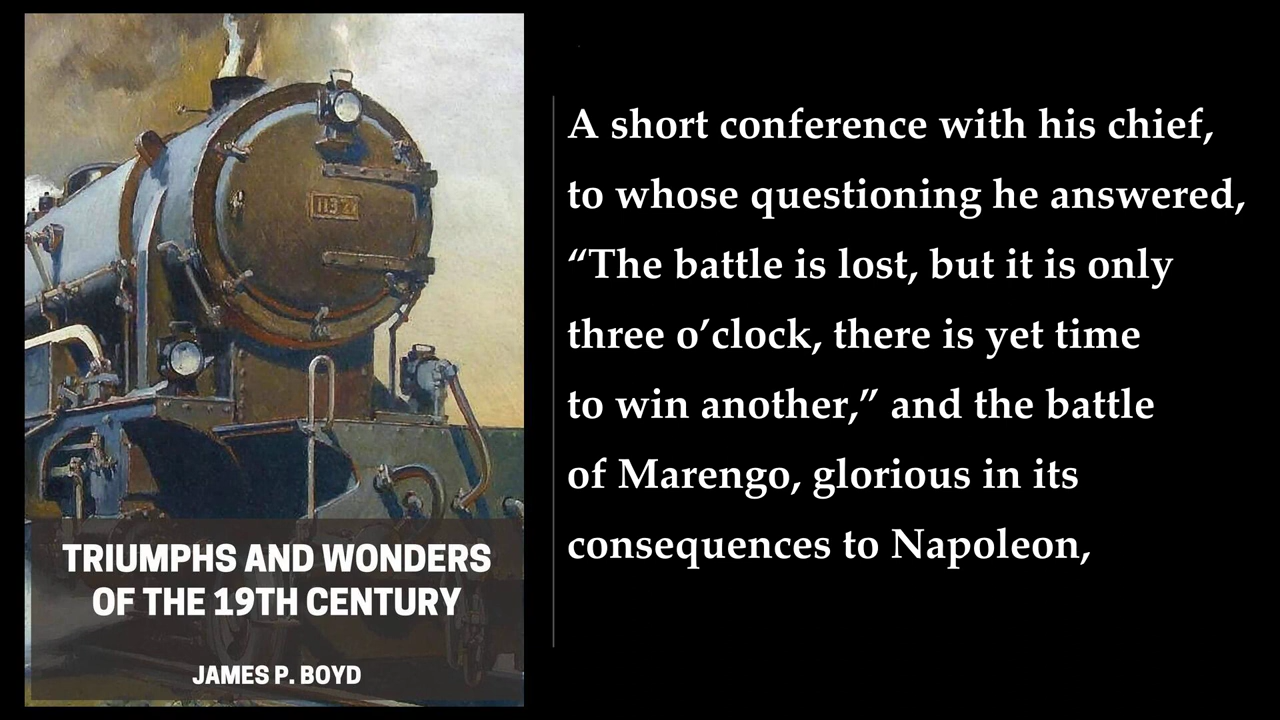 A short conference with his chief,
to whose questioning he answered,
“The battle is lost, but it is only
three o’clock, there is yet time
to win another,” and the battle
of Marengo, glorious in its
consequences to Napoleon,
TRIUMPHS AND WONDERS
OF THE 19TH CENTURY
JAMES P. BOYD